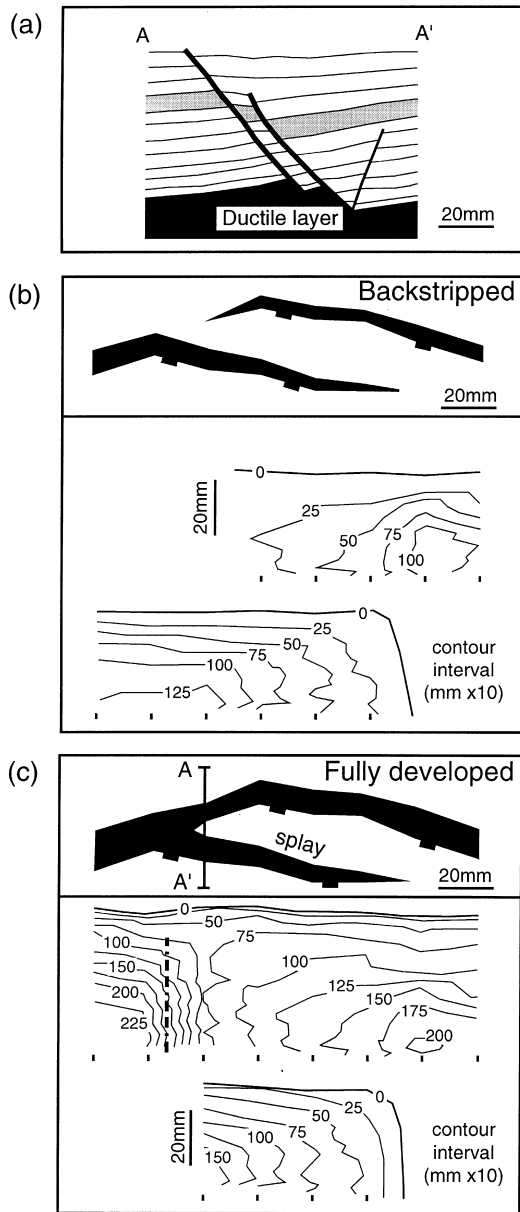 (a)
A A'
Ductile layer
20mm
(b)
Backstripped
20mm
0
20mm
25
50
75
100
0
25
50
75
100
125
contour
interval
(mm x10)
(c)
A
Fully developed
splay
A'
20mm
0
50
100
75
150
100
200
125
150
225
175
200
0
25
20mm
50
75
100
150
contour
interval
(mm x10)